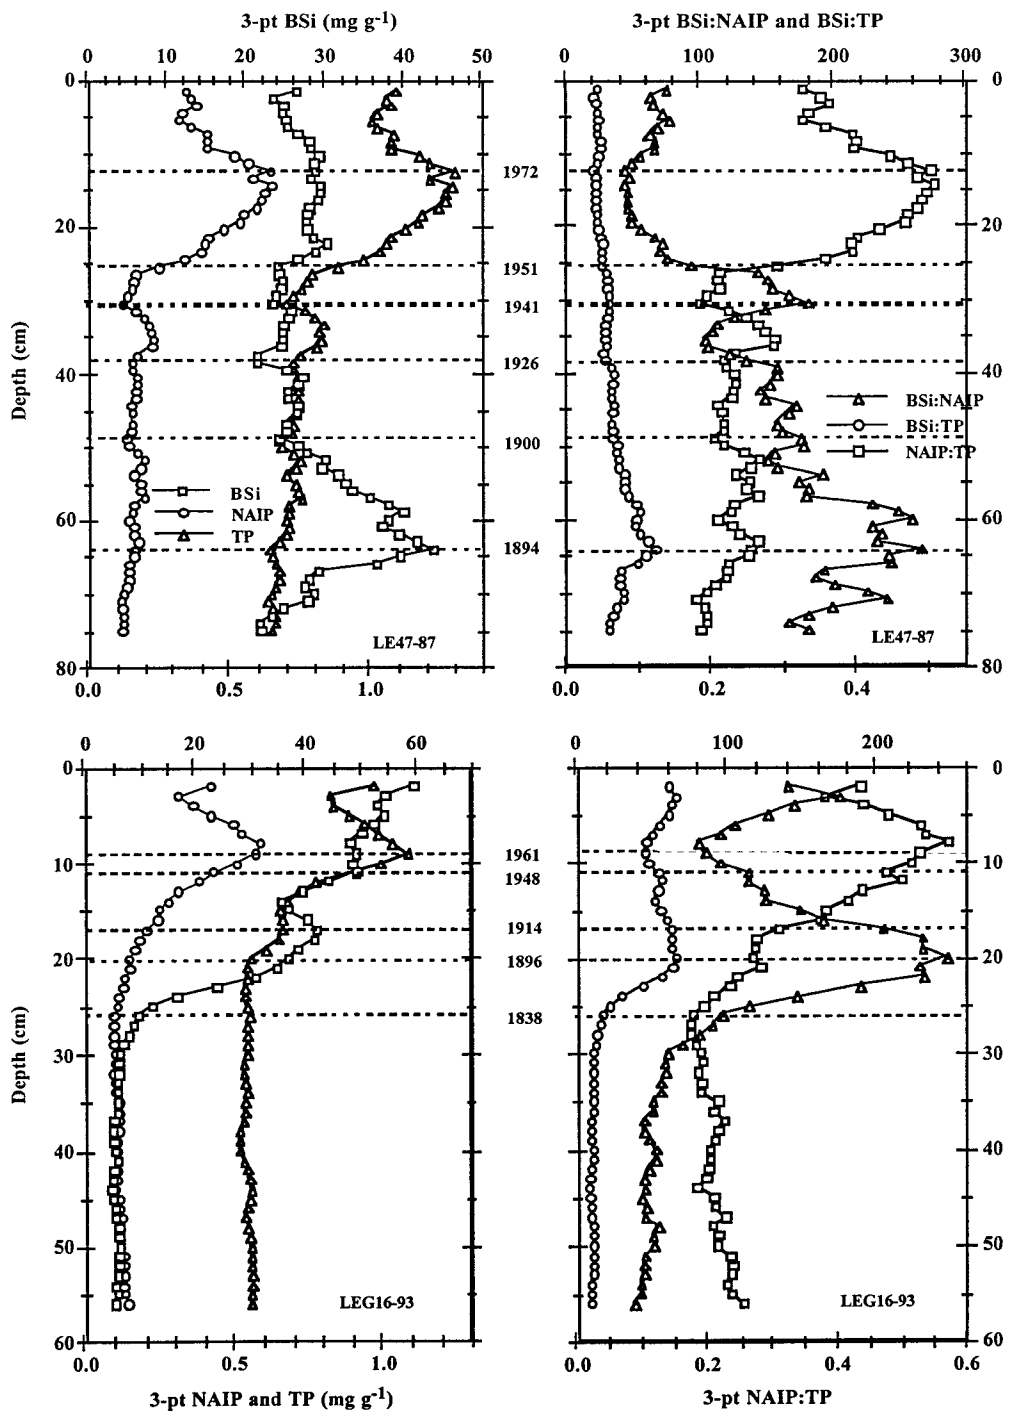 3-pt BSi (mg g-1)
3-pt BSi:NAIP and BSi:TP
0 10 20 30 40 50
0 100 200 300
0
20
40
60
80
Depth (cm)
BSi
NAIP
TP
LE47-87
0.0 0.5 1.0
1972
1951
1941
1926
1900
1894
0
20
40
60
80
BSi:NAIP
BSi:TP
NAIP:TP
LE47-87
0.0 0.2 0.4
0 20 40 60
0 100 200
0
10
20
30
40
50
60
Depth (cm)
LEG16-93
0.0 0.5 1.0
3-pt NAIP and TP (mg g-1)
1961
1948
1914
1896
1838
0
10
20
30
40
50
60
LEG16-93
0.0 0.2 0.4 0.6
3-pt NAIP:TP